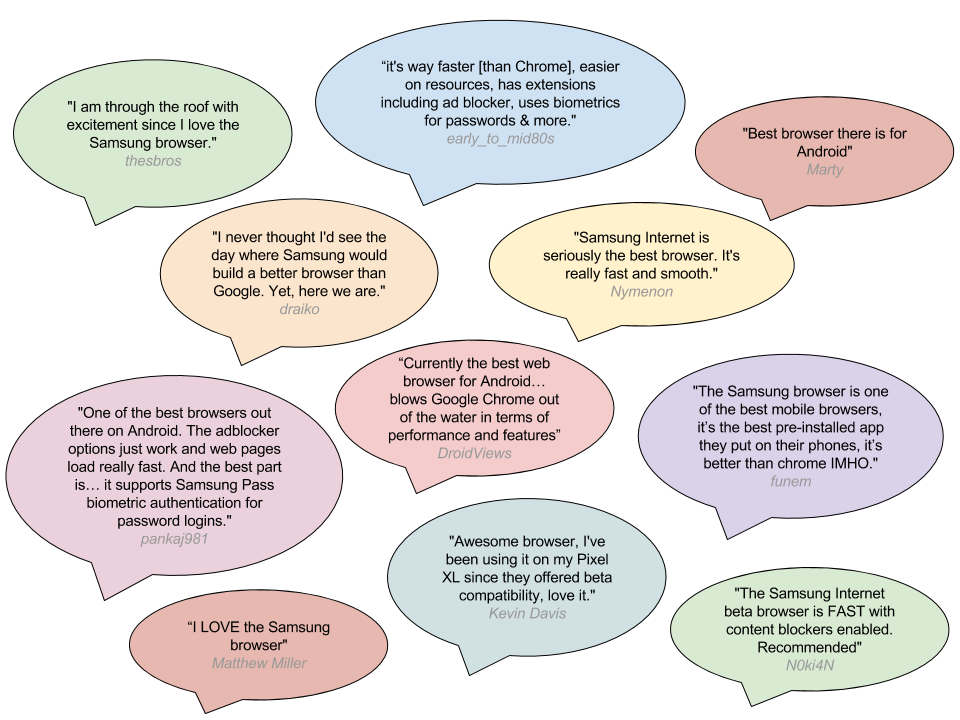 "I am through the roof with
excitement since I love the
Samsung browser."
thesbros
“it's way faster [than Chrome], easier
on resources, has extensions
including ad blocker, uses biometrics
for passwords & more."
early_to_mid80s
"Best browser there is for
Android"
Marty
"I never thought I'd see the
day where Samsung would
build a better browser than
Google. Yet, here we are."
draiko
"Samsung Internet is
seriously the best browser. It's
really fast and smooth."
Nymenon
“Currently the best web
browser for Android…
blows Google Chrome out
of the water in terms of
performance and features”
DroidViews
"One of the best browsers out
there on Android. The adblocker
options just work and web pages
load really fast. And the best part
is… it supports Samsung Pass
biometric authentication for
password logins."
pankaj981
"The Samsung browser is one
of the best mobile browsers,
it’s the best pre-installed app
they put on their phones, it’s
better than chrome IMHO."
funem
"Awesome browser, I've
been using it on my Pixel
XL since they offered beta
compatibility, love it."
Kevin Davis
“I LOVE the Samsung
browser"
Matthew Miller
"The Samsung Internet
beta browser is FAST with
content blockers enabled.
Recommended"
N0ki4N